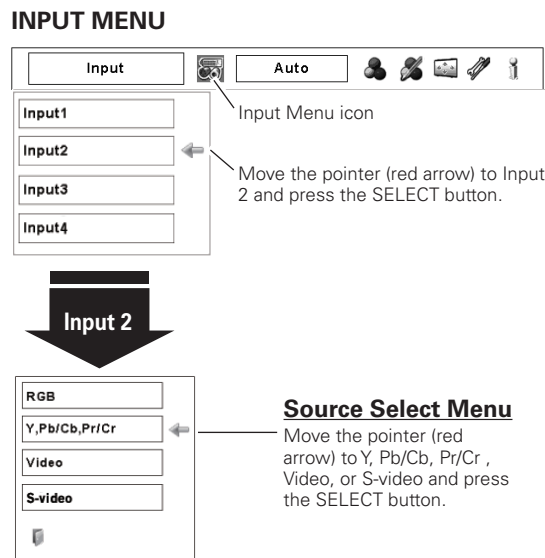 INPUT MENU
Input Auto
Input Menu icon
Input1
Input2
Input3
Input4
Move the pointer (red arrow) to Input
2 and press the SELECT button.
Input 2
RGB
Y,Pb/Cb,Pr/Cr
Video
S-video
Source Select Menu
Move the pointer (red
arrow) to Y, Pb/Cb, Pr/Cr ,
Video, or S-video and press
the SELECT button.